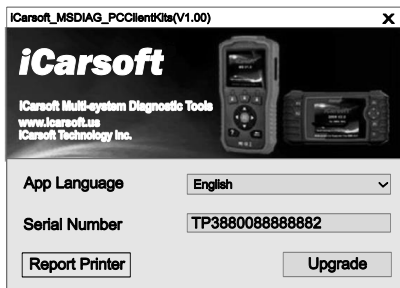 iCarsoft_MSDIAG_PCClientKits(V1.00)
iCarsoft
iCarsoft Multi-system Diagnostic Tools
www.icarsoft.us
iCarsoft Technology Inc.
App Language
English
Serial Number
TP3880088888882
Report Printer
Upgrade